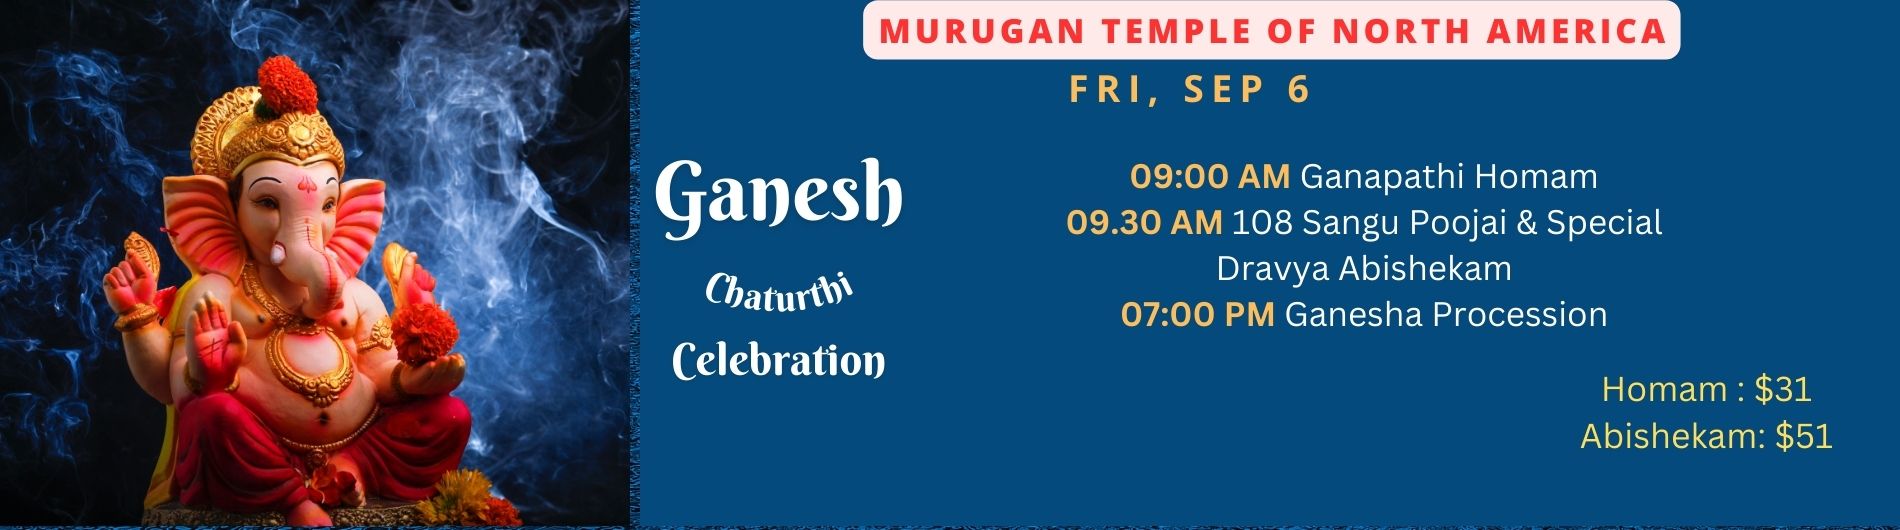 MURUGAN TEMPLE OF NORTH AMERICA
FRI, SEP 6
Ganesh
Chaturthi
Celebration
09:00 AM Ganapathi Homam
09.30 AM 108 Sangu Poojai & Special
Dravya Abishekam
07:00 PM Ganesha Procession
Homam : $31
Abishekam: $51